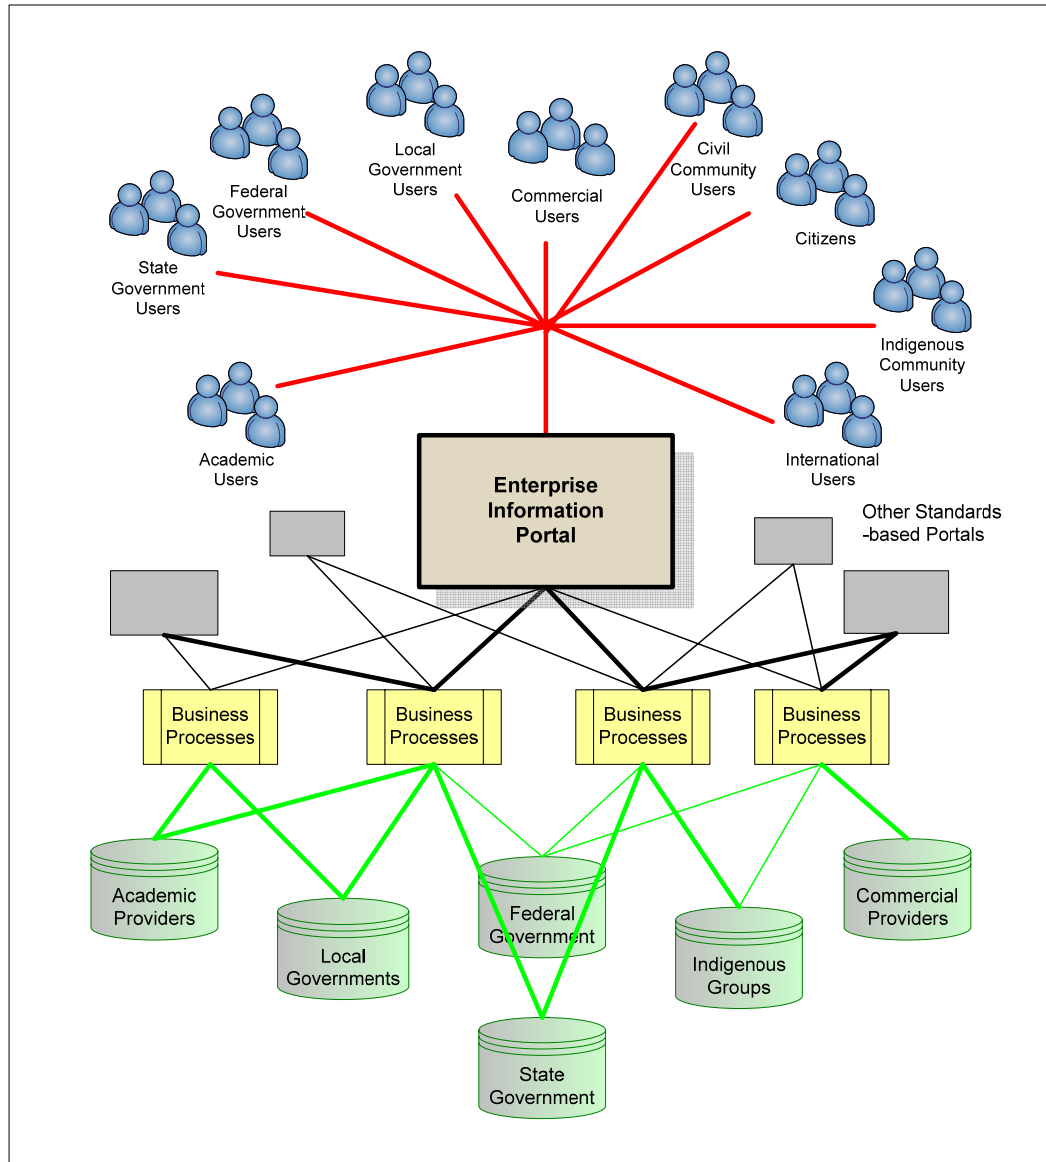 Local
Government
Users
Civil
Community
Users
Federal
Government
Users
Commercial
Users
Citizens
State
Government
Users
Indigenous
Community
Users
Academic
Users
International
Users
Enterprise
Information
Portal
Other Standards
-based Portals
Business
Processes
Business
Processes
Business
Processes
Business
Processes
Academic
Providers
Local
Governments
Federal
Government
Indigenous
Groups
Commercial
Providers
State
Government